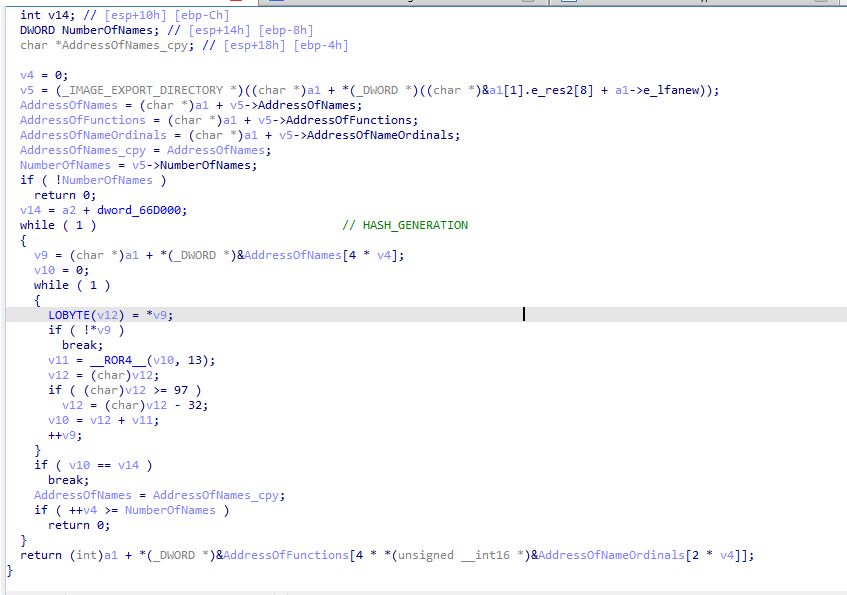 int v14; // [esp+10h] [ebp-Ch]
DWORD NumberOfNames; // [esp+14h] [ebp-8h]
char *AddressOfNames_cpy; // [esp+18h] [ebp-4h]
v4 = 0;
v5 = (_IMAGE_EXPORT_DIRECTORY *)((char *)a1 + *(_DWORD *)((char *)&a1[1].e_res2[8] + a1->e_lfanew));
AddressOfNames = (char *)a1 + v5->AddressOfNames;
AddressOfFunctions = (char *)a1 + v5->AddressOfFunctions;
AddressOfNameOrdinals = (char *)a1 + v5->AddressOfNameOrdinals;
AddressOfNames_cpy = AddressOfNames;
NumberOfNames = v5->NumberOfNames;
if ( !NumberOfNames )
return 0;
v14 = a2 + dword_66D000;
while ( 1 ) // HASH_GENERATION
{
v9 = (char *)a1 + *(_DWORD *)&AddressOfNames[4 * v4];
v10 = 0;
while ( 1 )
{
LOBYTE(v12) = *v9;
if ( !*v9 )
break;
v11 = __ROR4__(v10, 13);
v12 = (char)v12;
if ( (char)v12 >= 97 )
v12 = (char)v12 - 32;
v10 = v12 + v11;
++v9;
}
if ( v10 == v14 )
break;
AddressOfNames = AddressOfNames_cpy;
if ( ++v4 >= NumberOfNames )
return 0;
}
return (int)a1 + *(_DWORD *)&AddressOfFunctions[4 * *(unsigned __int16 *)&AddressOfNameOrdinals[2 * v4]];
}